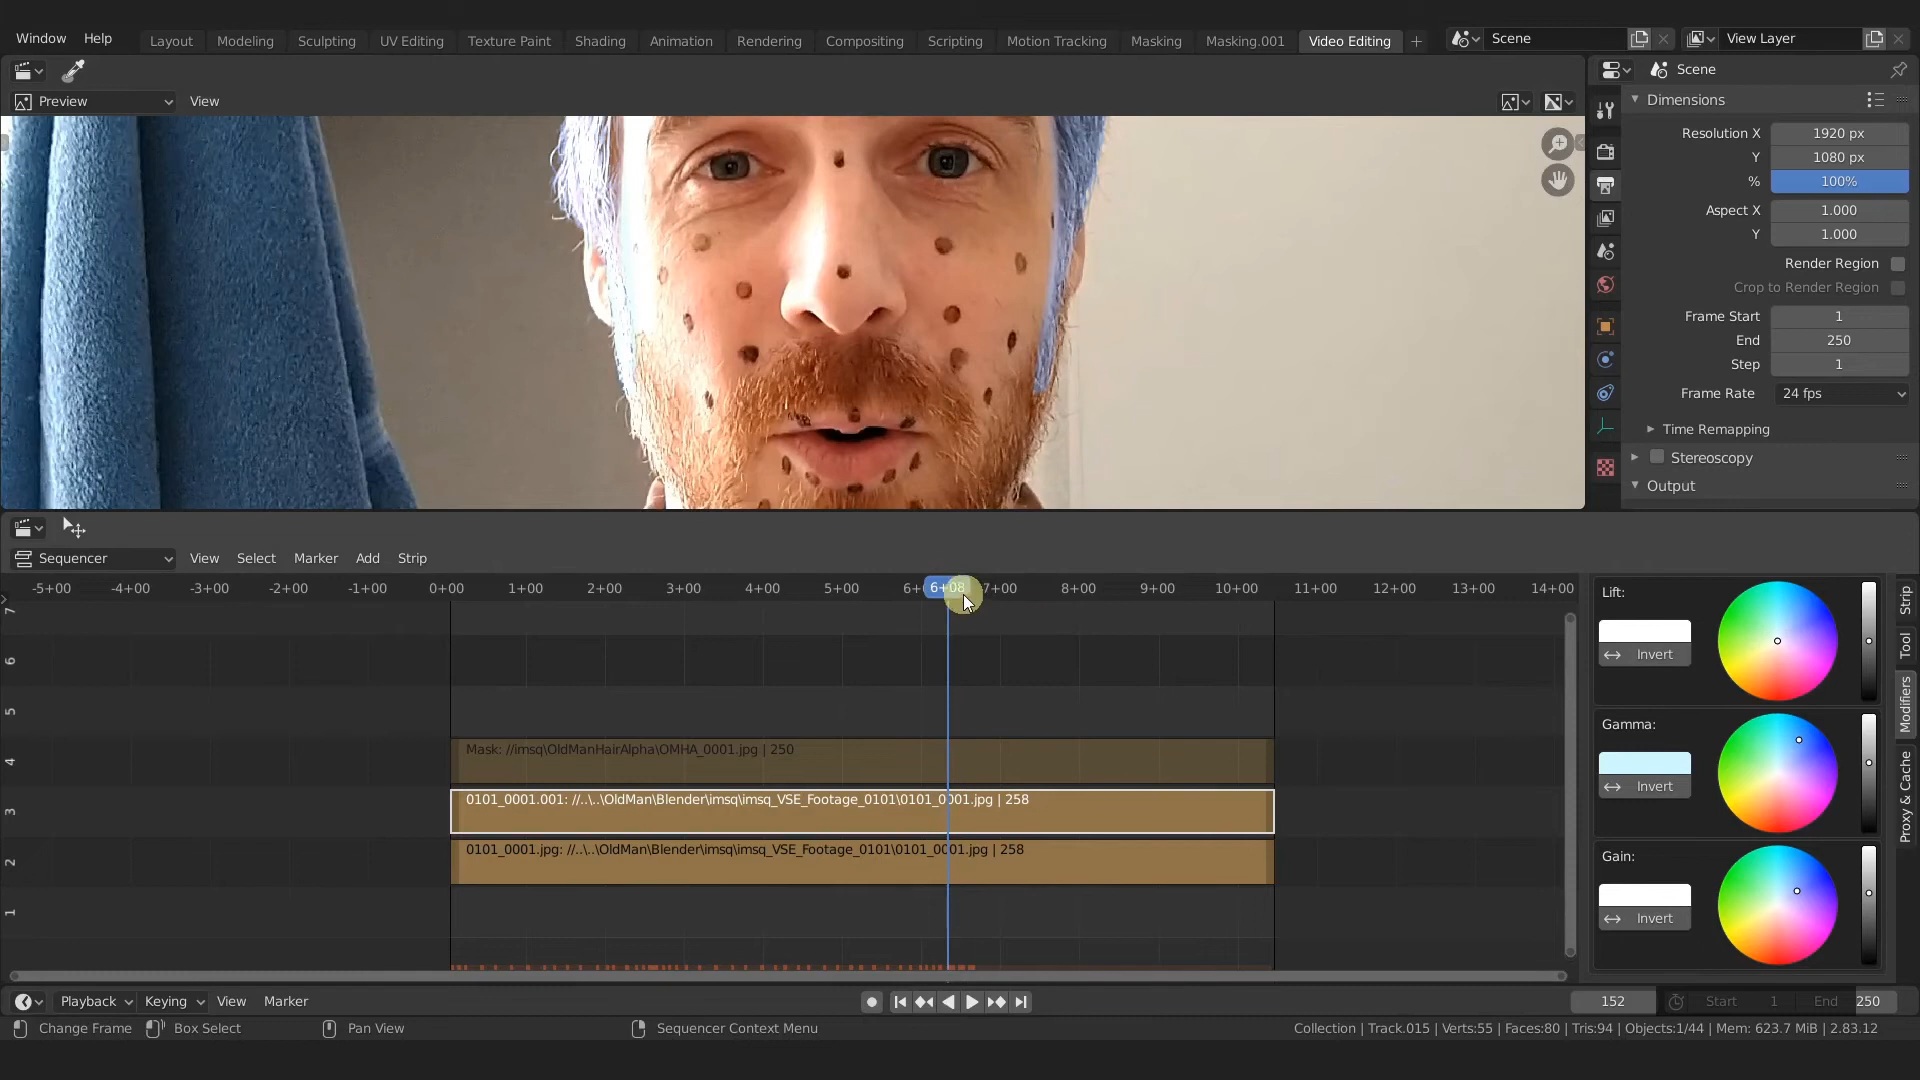 Window Help Layout Modeling Sculpting UV Editing Texture Paint Shading Animation Rendering Compositing Scripting Motion Tracking Masking Masking.001 Video Editing + Scene View Layer
Scene
Preview View
Dimensions
Resolution X 1920 px
Y 1080 px
% 100%
Aspect X 1.000
Y 1.000
Render Region
Crop to Render Region
Frame Start 1
End 250
Step 1
Frame Rate 24 fps
Time Remapping
Stereoscopy
Output
Sequencer View Select Marker Add Strip
-5+00 -4+00 -3+00 -2+00 -1+00 0+00 1+00 2+00 3+00 4+00 5+00 6+08 7+00 8+00 9+00 10+00 11+00 12+00 13+00 14+00
7
6
5
4 Mask: //imsq\OldManHairAlpha\OMHA_0001.jpg | 250
3 0101_0001.001: //..\..\OldMan\Blender\imsq\imsq_VSE_Footage_0101\0101_0001.jpg | 258
2 0101_0001.jpg: //..\..\OldMan\Blender\imsq\imsq_VSE_Footage_0101\0101_0001.jpg | 258
1
Lift:
Invert
Gamma:
Invert
Gain:
Invert
Strip
Tool
Modifiers
Proxy & Cache
Playback Keying View Marker 152 Start 1 End 250
Change Frame Box Select Pan View Sequencer Context Menu Collection | Track.015 | Verts:55 | Faces:80 | Tris:94 | Objects:1/44 | Mem: 623.7 MiB | 2.83.12